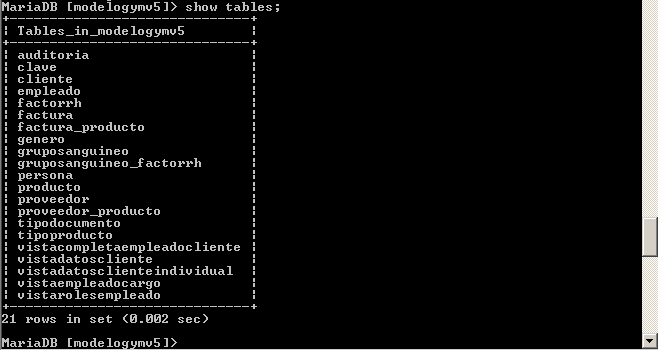 MariaDB [modelogymv5]> show tables;
+-----------------------------+
| Tables_in_modelogymv5       |
+-----------------------------+
| auditoria                   |
| clave                       |
| cliente                     |
| empleado                    |
| factorrh                    |
| factura                     |
| factura_producto            |
| genero                      |
| gruposanguineo              |
| gruposanguineo_factorrh     |
| persona                     |
| producto                    |
| proveedor                   |
| proveedor_producto          |
| tipodocumento               |
| tipoproducto                |
| vistacompletaempleadocliente |
| vistadatoscliente           |
| vistadatosclienteindividual |
| vistaempleadocargo          |
| vistarolesempleado          |
+-----------------------------+
21 rows in set (0.002 sec)
MariaDB [modelogymv5]>